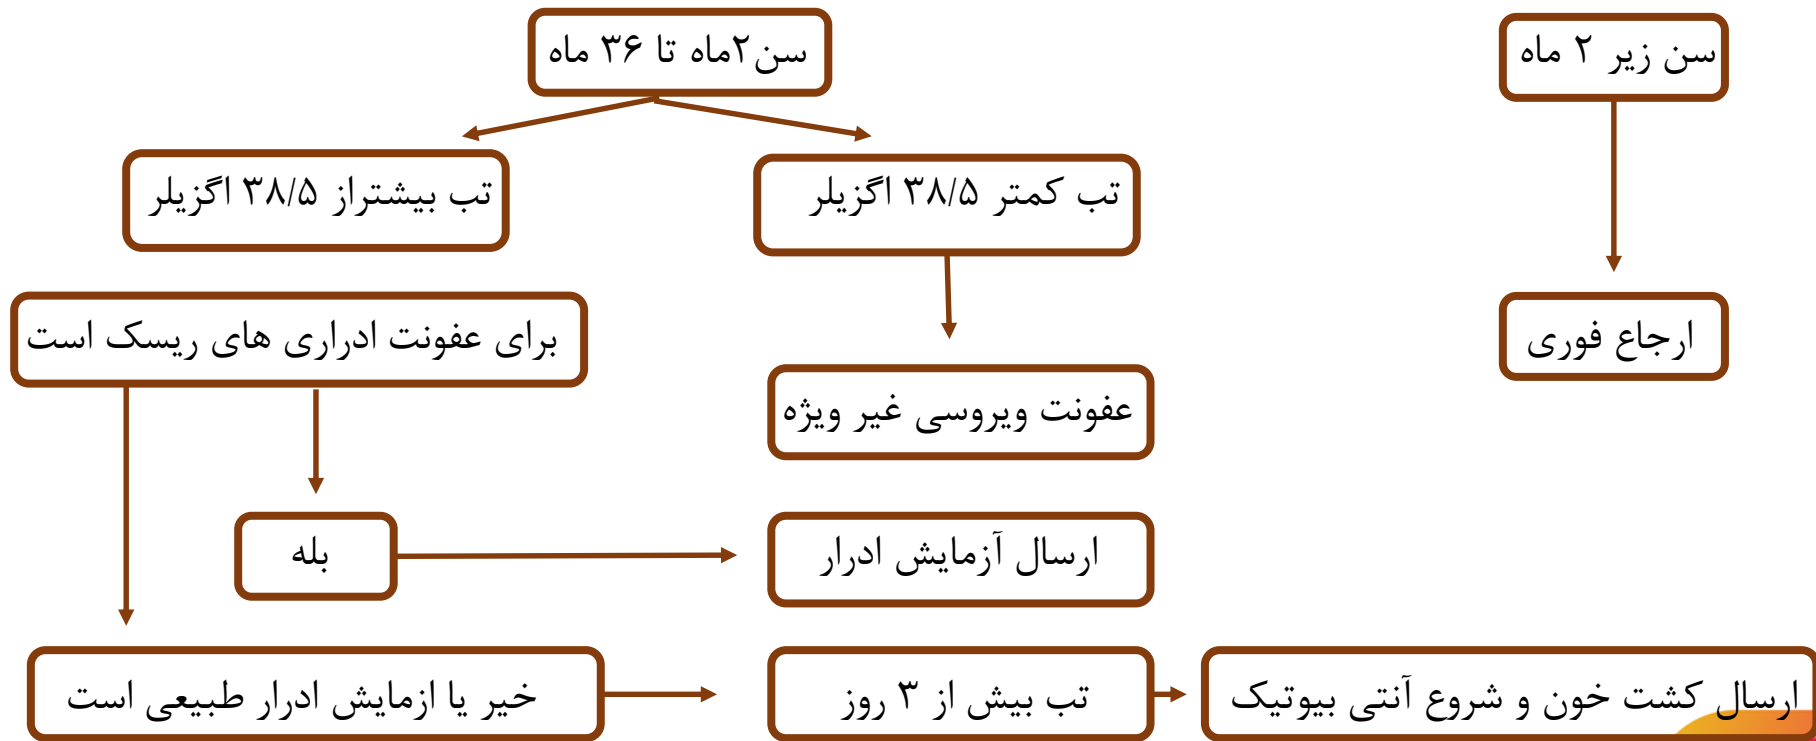 سن زیر ۲ ماه
سن۲ماه تا ۳۶ ماه
تب کمتر ۳۸/۵ اگزیلر
تب بیشتراز ۳۸/۵ اگزیلر
ارجاع فوری
برای عفونت ادراری های ریسک است
عفونت ویروسی غیر ویژه
ارسال آزمایش ادرار
بله
خیر یا ازمایش ادرار طبیعی است
تب بیش از ۳ روز
ارسال کشت خون و شروع آنتی بیوتیک